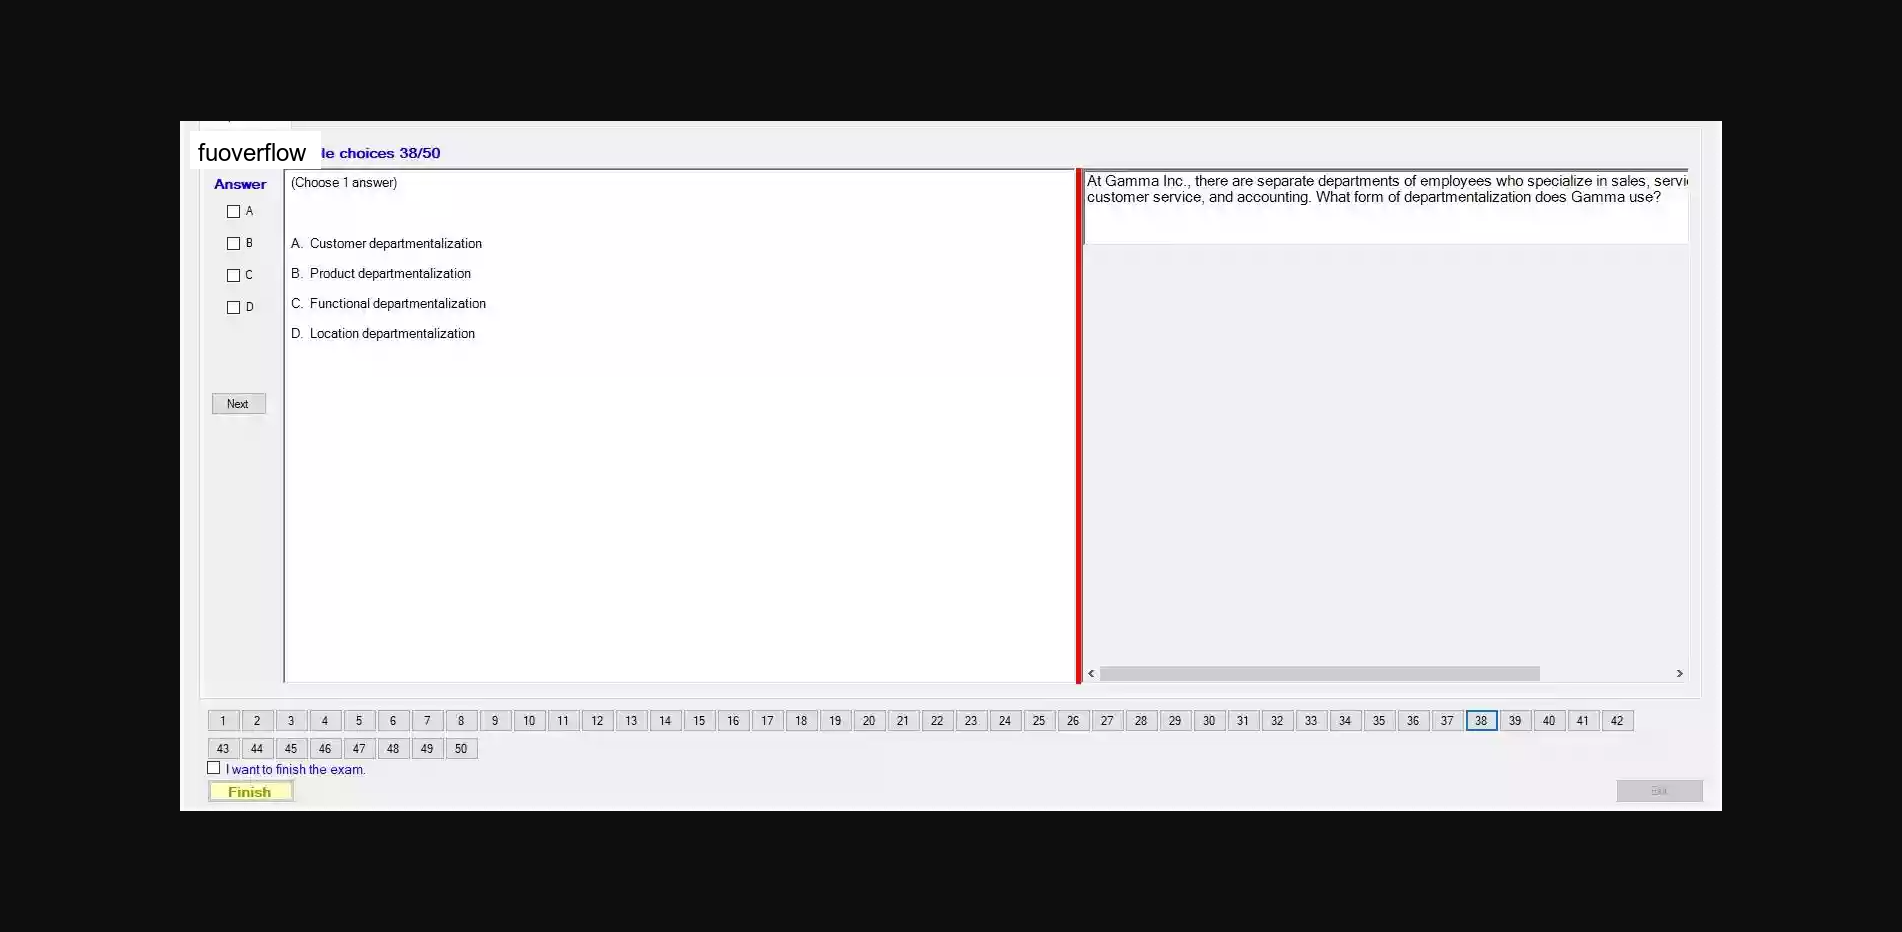 fuoverflow
choices 38/50
Answer
(Choose 1 answer)
At Gamma Inc., there are separate departments of employees who specialize in sales,
customer service, and accounting. What form of departmentalization does Gamma use?
A
B
C
D
A. Customer departmentalization
B. Product departmentalization
C. Functional departmentalization
D. Location departmentalization
Next
1 2 3 4 5 6 7 8 9 10 11 12 13 14 15 16 17 18 19 20 21 22 23 24 25 26 27 28 29 30 31 32 33 34 35 36 37 38 39 40 41 42
43 44 45 46 47 48 49 50
I want to finish the exam.
Finish
Exit